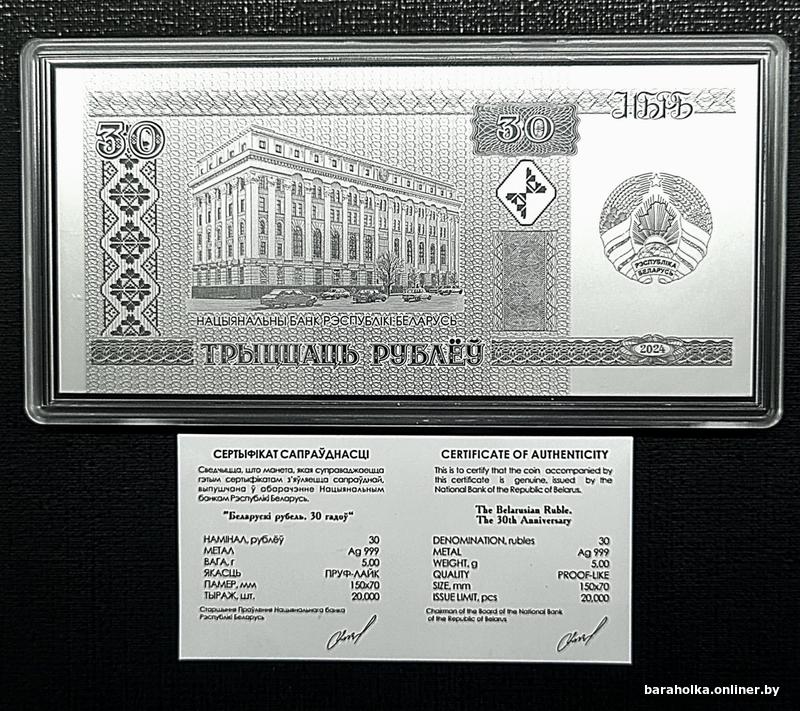 30
30
НБРБ
РЭСПУБЛІКА
БЕЛАРУСЬ
НАЦЫЯНАЛЬНЫ БАНК РЭСПУБЛІКІ БЕЛАРУСЬ
ТРЫЦЦАЦЬ РУБЛЁЎ
2024
СЕРТЫФІКАТ САПРАЎДНАСЦІ
Сведчыцца, што манета, якая суправаджаецца
гэтым сертыфікатам з'яўляецца сапраўднай,
выпушчана ў абарачэнне Нацыянальным
банкам Рэспублікі Беларусь.
"Беларускі рубель. 30 гадоў"
НАМІНАЛ, рублёў 30
МЕТАЛ Ag 999
ВАГА, г 5,00
ЯКАСЦЬ ПРУФ-ЛАЙК
ПАМЕР, мм 150х70
ТЫРАЖ, шт. 20,000
Старшыня Праўлення Нацыянальнага банка
Рэспублікі Беларусь
CERTIFICATE OF AUTHENTICITY
This is to certify that the coin accompanied by
this certificate is genuine, issued by the
National Bank of the Republic of Belarus.
The Belarusian Ruble.
The 30th Anniversary
DENOMINATION, rubles 30
METAL Ag 999
WEIGHT, g 5,00
QUALITY PROOF-LIKE
SIZE, mm 150x70
ISSUE LIMIT, pcs 20,000
Chairman of the Board of the National Bank
of the Republic of Belarus
baraholka.onliner.by